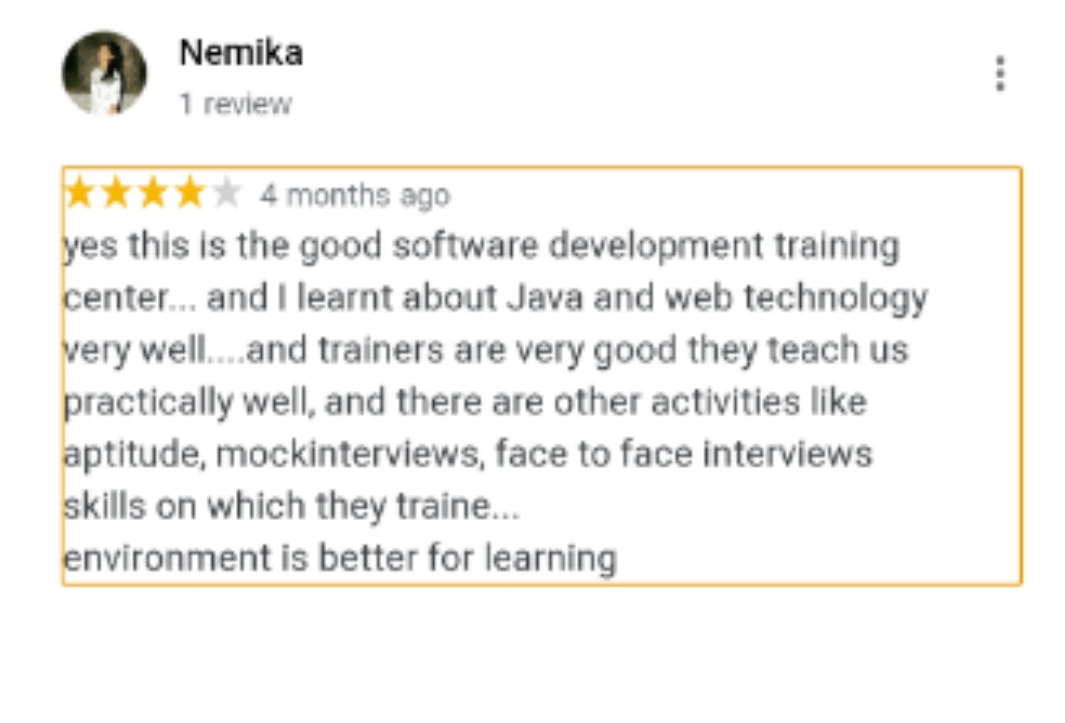 Nemika
1 review
4 months ago
yes this is the good software development training
center... and I learnt about Java and web technology
very well....and trainers are very good they teach us
practically well, and there are other activities like
aptitude, mockinterviews, face to face interviews
skills on which they traine...
environment is better for learning